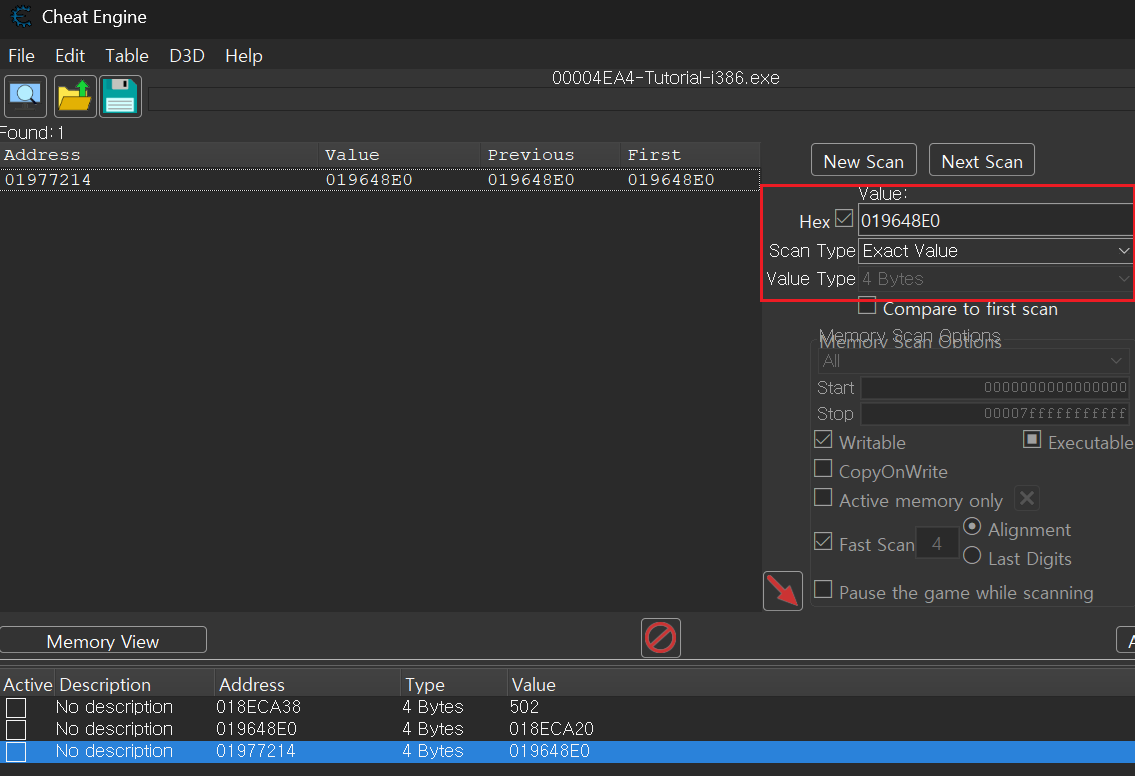 Cheat Engine
File Edit Table D3D Help
00004EA4-Tutorial-i386.exe
Found: 1
Address Value Previous First
01977214 019648E0 019648E0 019648E0
New Scan Next Scan
Value:
Hex 019648E0
Scan Type Exact Value
Value Type 4 Bytes
Compare to first scan
Memory Scan Options
Memory Scan Options
All
Start 0000000000000000
Stop 00007fffffffffff
Writable Executable
CopyOnWrite
Active memory only
Fast Scan 4 Alignment
Last Digits
Pause the game while scanning
Memory View A
Active Description Address Type Value
No description 018ECA38 4 Bytes 502
No description 019648E0 4 Bytes 018ECA20
No description 01977214 4 Bytes 019648E0